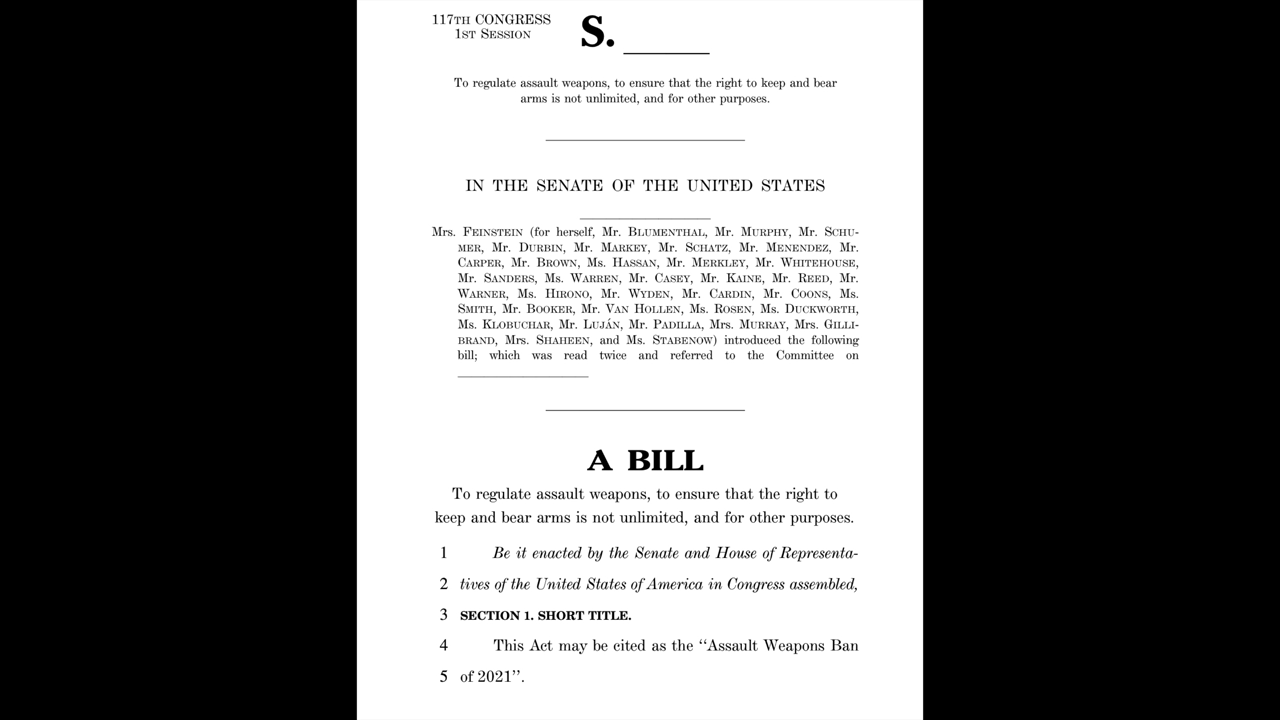 117TH CONGRESS
1ST SESSION
S. ________
To regulate assault weapons, to ensure that the right to keep and bear
arms is not unlimited, and for other purposes.
IN THE SENATE OF THE UNITED STATES
Mrs. FEINSTEIN (for herself, Mr. BLUMENTHAL, Mr. MURPHY, Mr. SCHU-
MER, Mr. DURBIN, Mr. MARKEY, Mr. SCHATZ, Mr. MENENDEZ, Mr.
CARPER, Mr. BROWN, Ms. HASSAN, Mr. MERKLEY, Mr. WHITEHOUSE,
Mr. SANDERS, Ms. WARREN, Mr. CASEY, Mr. KAINE, Mr. REED, Mr.
WARNER, Ms. HIRONO, Mr. WYDEN, Mr. CARDIN, Mr. COONS, Ms.
SMITH, Mr. BOOKER, Mr. VAN HOLLEN, Ms. ROSEN, Ms. DUCKWORTH,
Ms. KLOBUCHAR, Mr. LUJÁN, Mr. PADILLA, Mrs. MURRAY, Mrs. GILLI-
BRAND, Mrs. SHAHEEN, and Ms. STABENOW) introduced the following
bill; which was read twice and referred to the Committee on
A BILL
To regulate assault weapons, to ensure that the right to
keep and bear arms is not unlimited, and for other purposes.
1 Be it enacted by the Senate and House of Representa-
2 tives of the United States of America in Congress assembled,
3 SECTION 1. SHORT TITLE.
4 This Act may be cited as the ‘‘Assault Weapons Ban
5 of 2021’’.